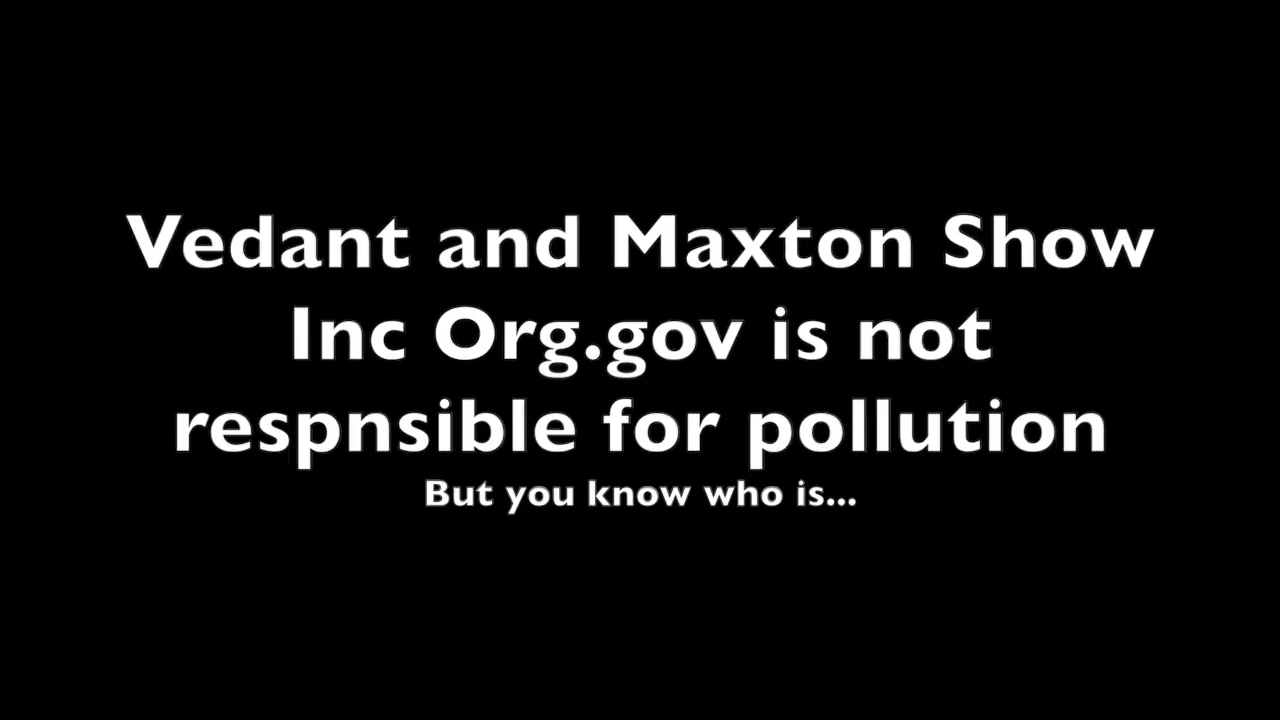 Vedant and Maxton Show
Inc Org.gov is not
respnsible for pollution
But you know who is...